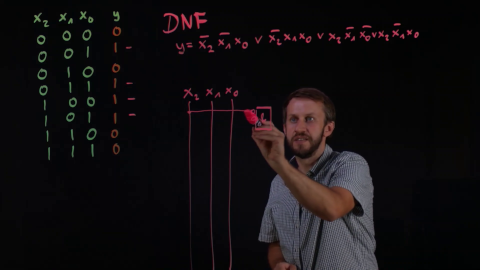 x₂ x₁ x₀ y
0 0 0 0
0 0 1 1 –
0 1 0 0
0 1 1 1 –
1 0 0 1 –
1 0 1 1 –
1 1 0 0
1 1 1 0
DNF
y = x̄₂ x̄₁ x₀ ∨ x̄₂ x₁ x₀ ∨ x₂ x̄₁ x̄₀ ∨ x₂ x̄₁ x₀
x₂ x₁ x₀
&